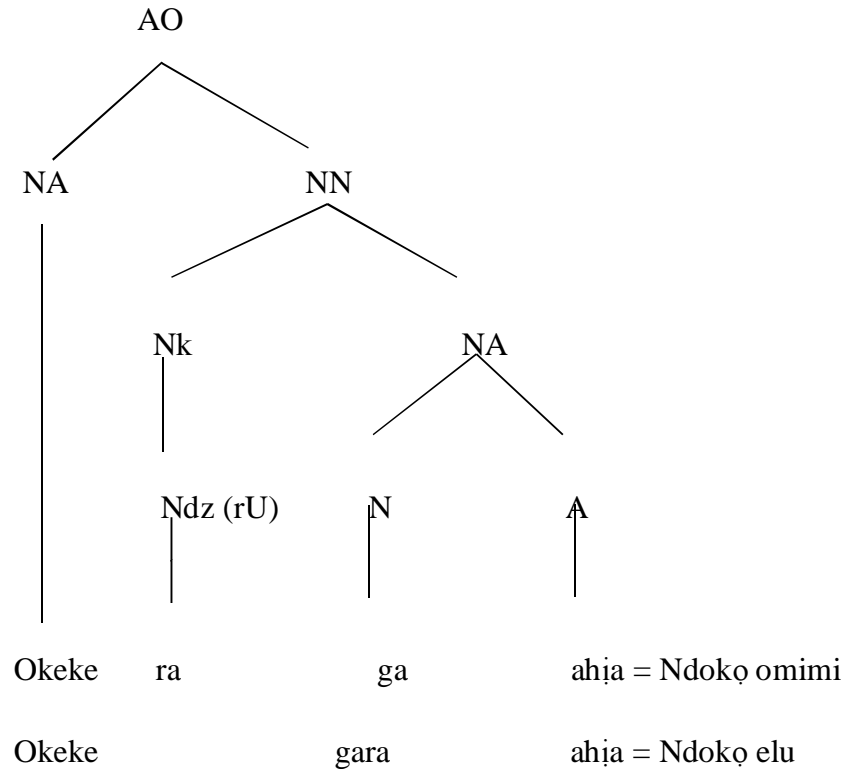 AO
NA NN
Nk NA
Ndz (rU) N A
Okeke ra ga ahịa = Ndokọ omimi
Okeke gara ahịa = Ndokọ elu